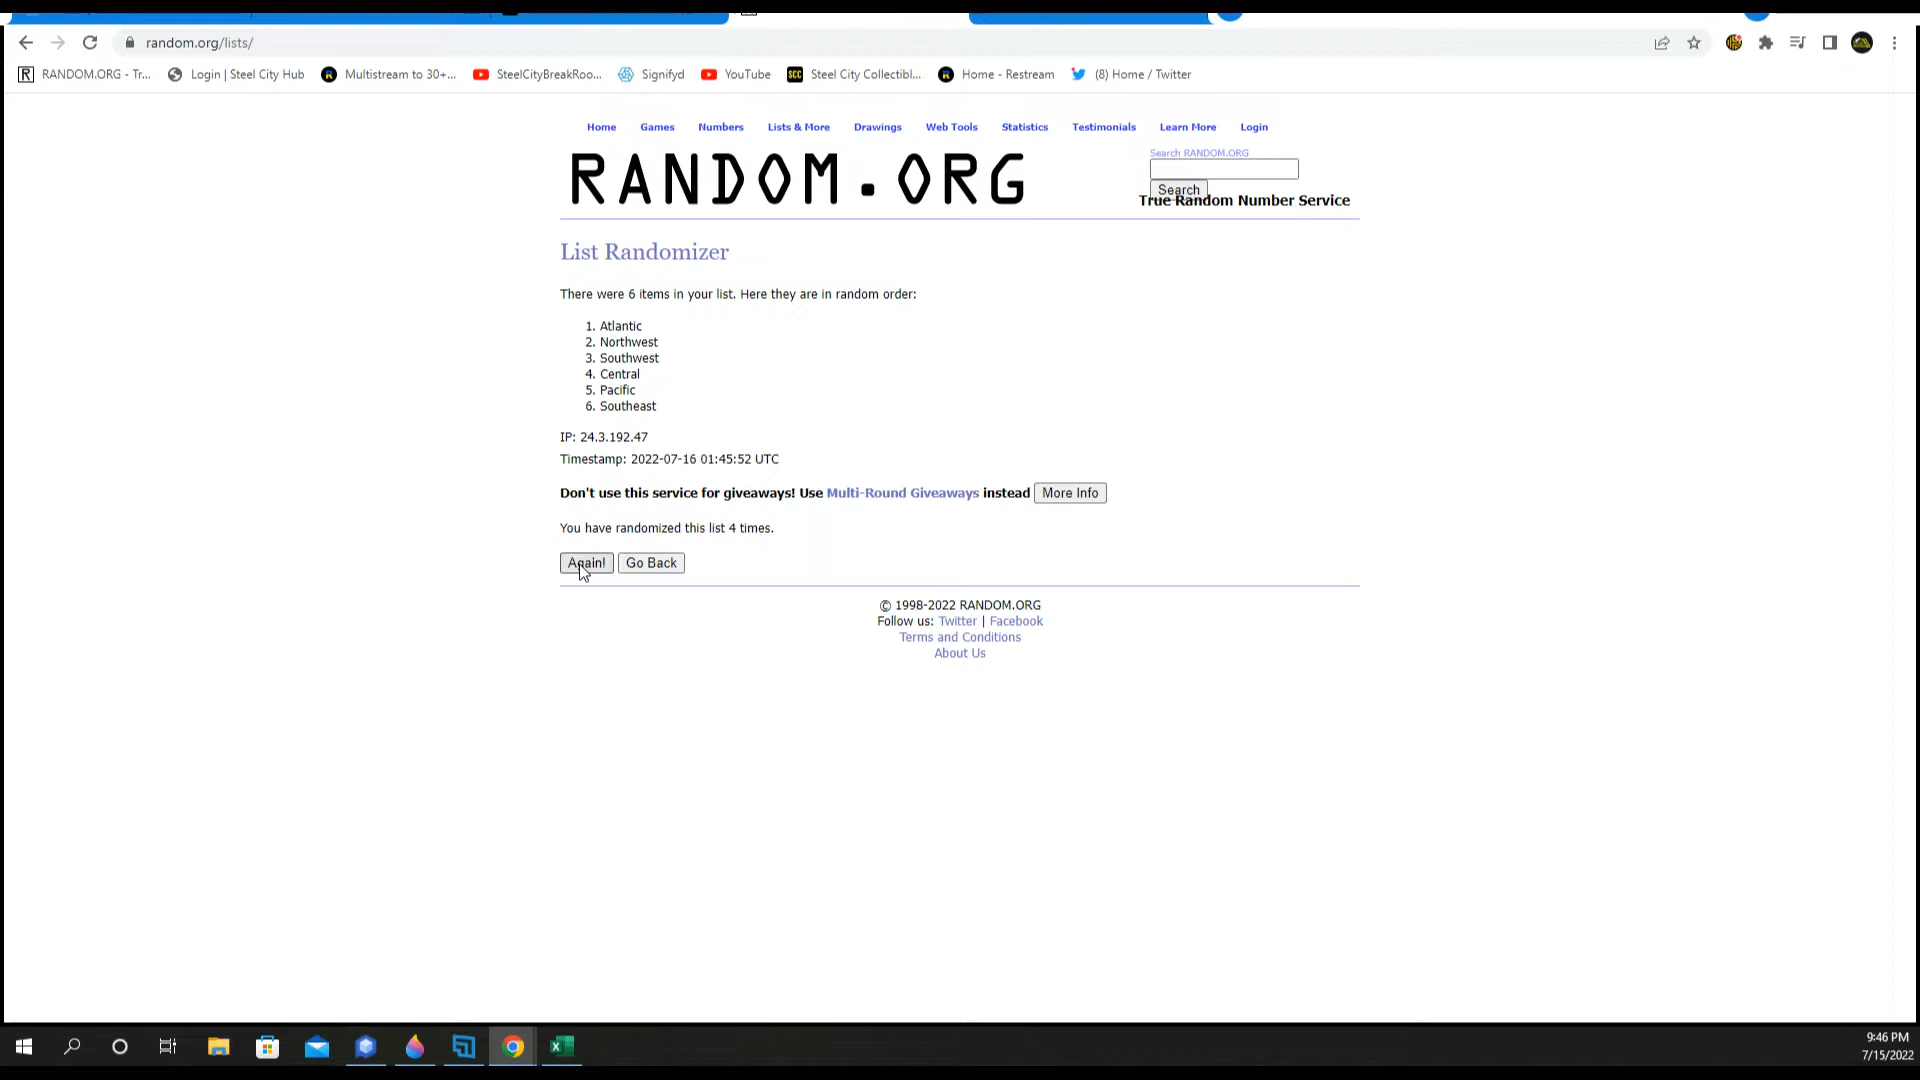 random.org/lists/
RANDOM.ORG - Tr... Login | Steel City Hub Multistream to 30+... SteelCityBreakRoo... Signifyd YouTube SCC Steel City Collectibl... Home - Restream (8) Home / Twitter
Home Games Numbers Lists & More Drawings Web Tools Statistics Testimonials Learn More Login
RANDOM.ORG
Search RANDOM.ORG
Search
True Random Number Service
List Randomizer
There were 6 items in your list. Here they are in random order:
1. Atlantic
2. Northwest
3. Southwest
4. Central
5. Pacific
6. Southeast
IP: 24.3.192.47
Timestamp: 2022-07-16 01:45:52 UTC
Don't use this service for giveaways! Use Multi-Round Giveaways instead More Info
You have randomized this list 4 times.
Again! Go Back
© 1998-2022 RANDOM.ORG
Follow us: Twitter | Facebook
Terms and Conditions
About Us
9:46 PM
7/15/2022